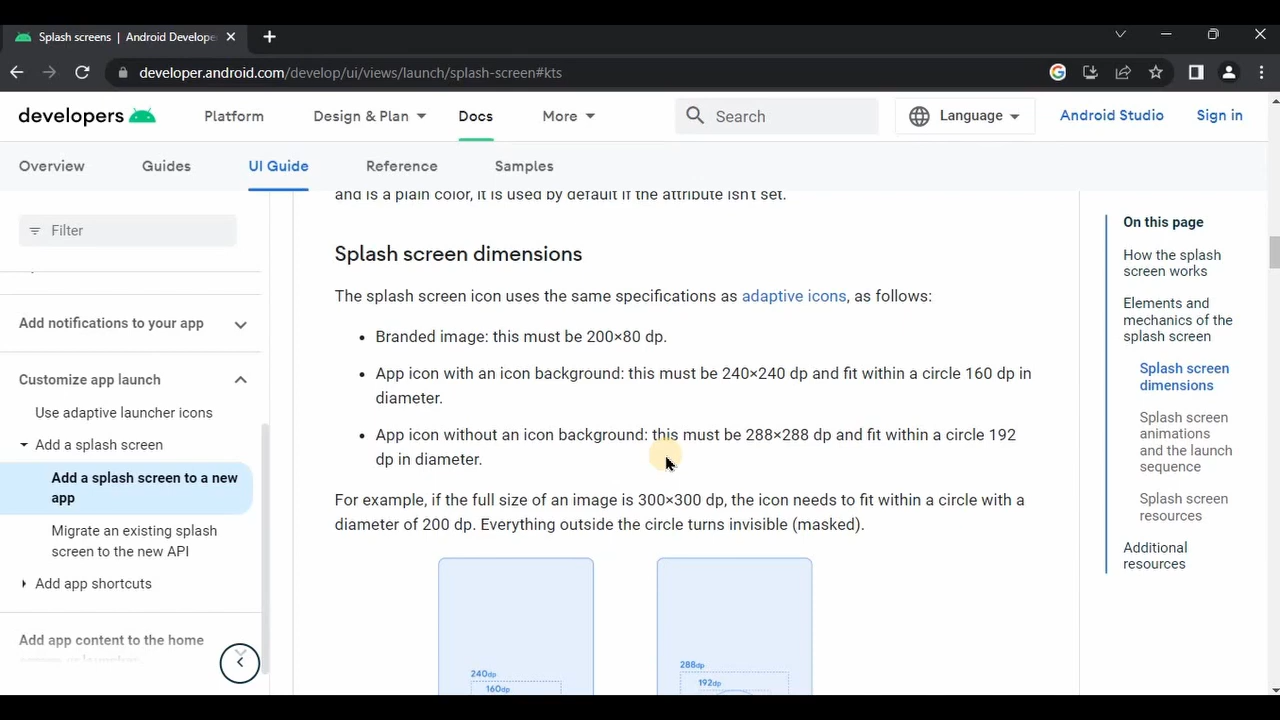 Splash screens | Android Develope
developer.android.com/develop/ui/views/launch/splash-screen#kts
developers
Platform
Design & Plan
Docs
More
Search
Language
Android Studio
Sign in
Overview
Guides
UI Guide
Reference
Samples
Filter
Add notifications to your app
Customize app launch
Use adaptive launcher icons
Add a splash screen
Add a splash screen to a new
app
Migrate an existing splash
screen to the new API
Add app shortcuts
Add app content to the home
and is a plain color, it is used by default if the attribute isn't set.
Splash screen dimensions
The splash screen icon uses the same specifications as adaptive icons, as follows:
• Branded image: this must be 200×80 dp.
• App icon with an icon background: this must be 240×240 dp and fit within a circle 160 dp in
diameter.
• App icon without an icon background: this must be 288×288 dp and fit within a circle 192
dp in diameter.
For example, if the full size of an image is 300×300 dp, the icon needs to fit within a circle with a
diameter of 200 dp. Everything outside the circle turns invisible (masked).
240dp
160dp
288dp
192dp
On this page
How the splash
screen works
Elements and
mechanics of the
splash screen
Splash screen
dimensions
Splash screen
animations
and the launch
sequence
Splash screen
resources
Additional
resources